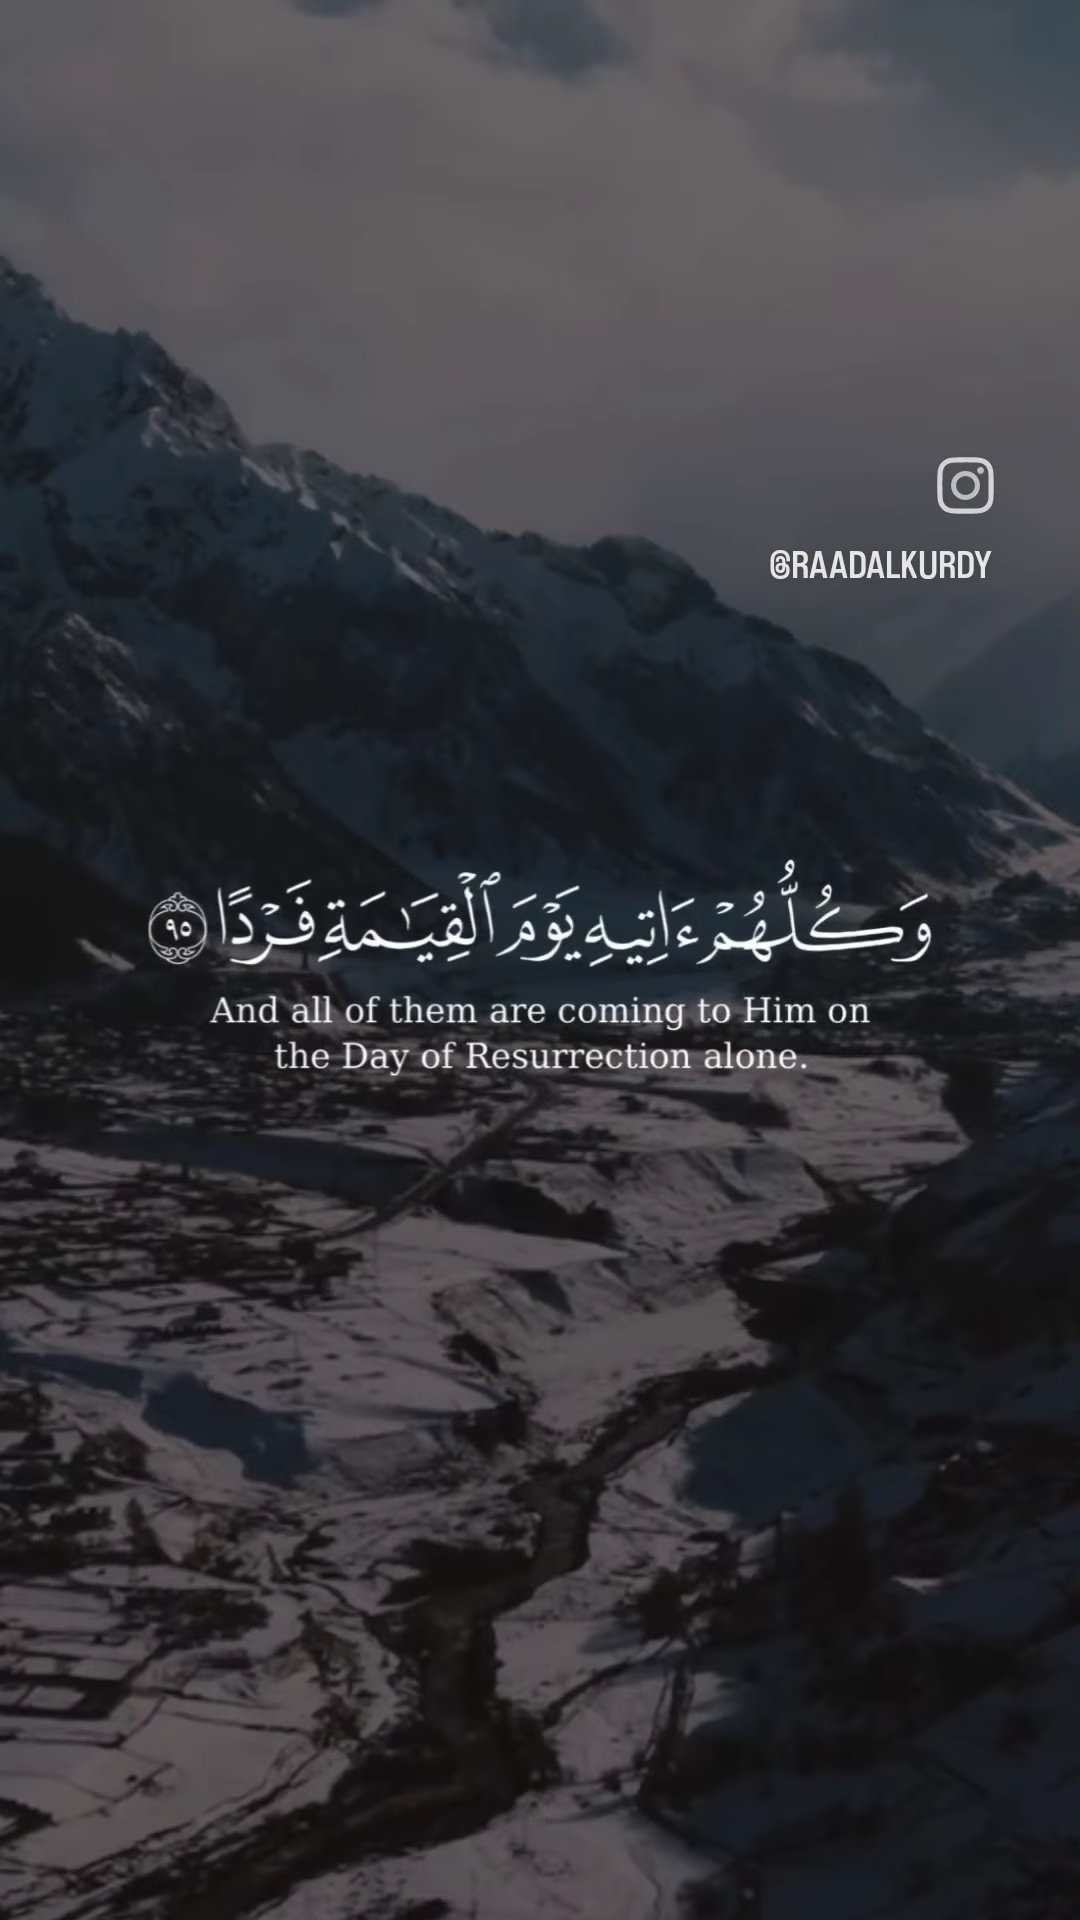 @RAADALKURDY
وَكُلُّهُمْ ءَاتِيهِ يَوْمَ ٱلْقِيَـٰمَةِ فَرْدًا ٩٥
And all of them are coming to Him on
the Day of Resurrection alone.